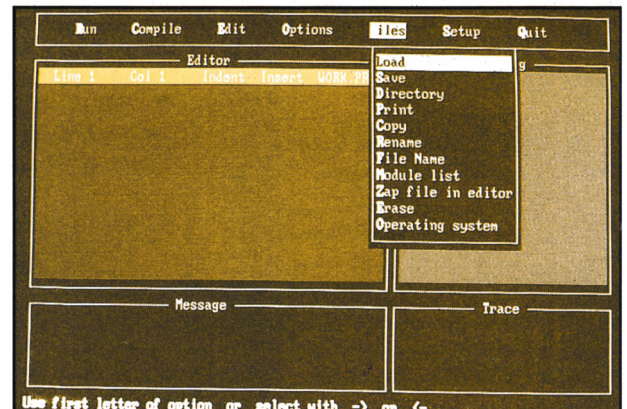 Run Compile Edit Options Files Setup Quit
Editor
Line 1 Col 1 Indent Insert WORK.PR
g
Load
Save
Directory
Print
Copy
Rename
File Name
Module list
Zap file in editor
Erase
Operating system
Message
Trace
Use first letter of option or select with -> or <-